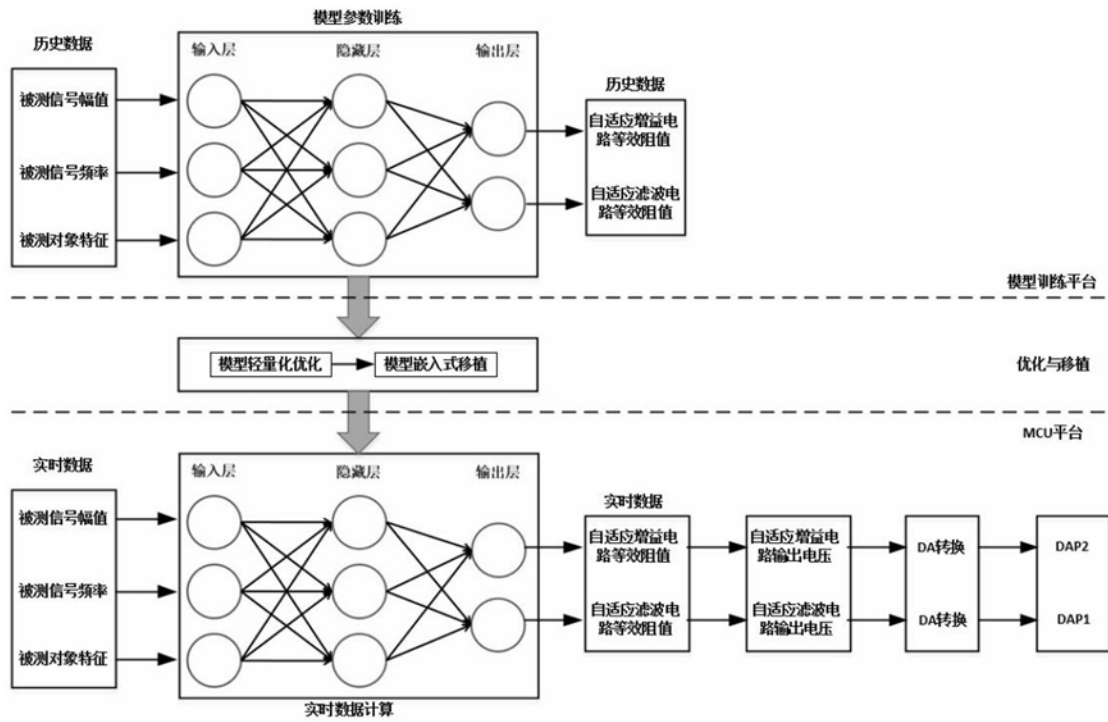 模型参数训练
历史数据
输入层
隐藏层
输出层
被测信号幅值
被测信号频率
被测对象特征
历史数据
自适应增益电
路等效阻值
自适应滤波电
路等效阻值
模型训练平台
模型轻量化优化
模型嵌入式移植
优化与移植
MCU平台
实时数据
输入层
隐藏层
输出层
被测信号幅值
被测信号频率
被测对象特征
实时数据
自适应增益电
路等效阻值
自适应滤波电
路等效阻值
自适应增益电
路输出电压
自适应滤波电
路输出电压
DA转换
DA转换
DAP2
DAP1
实时数据计算